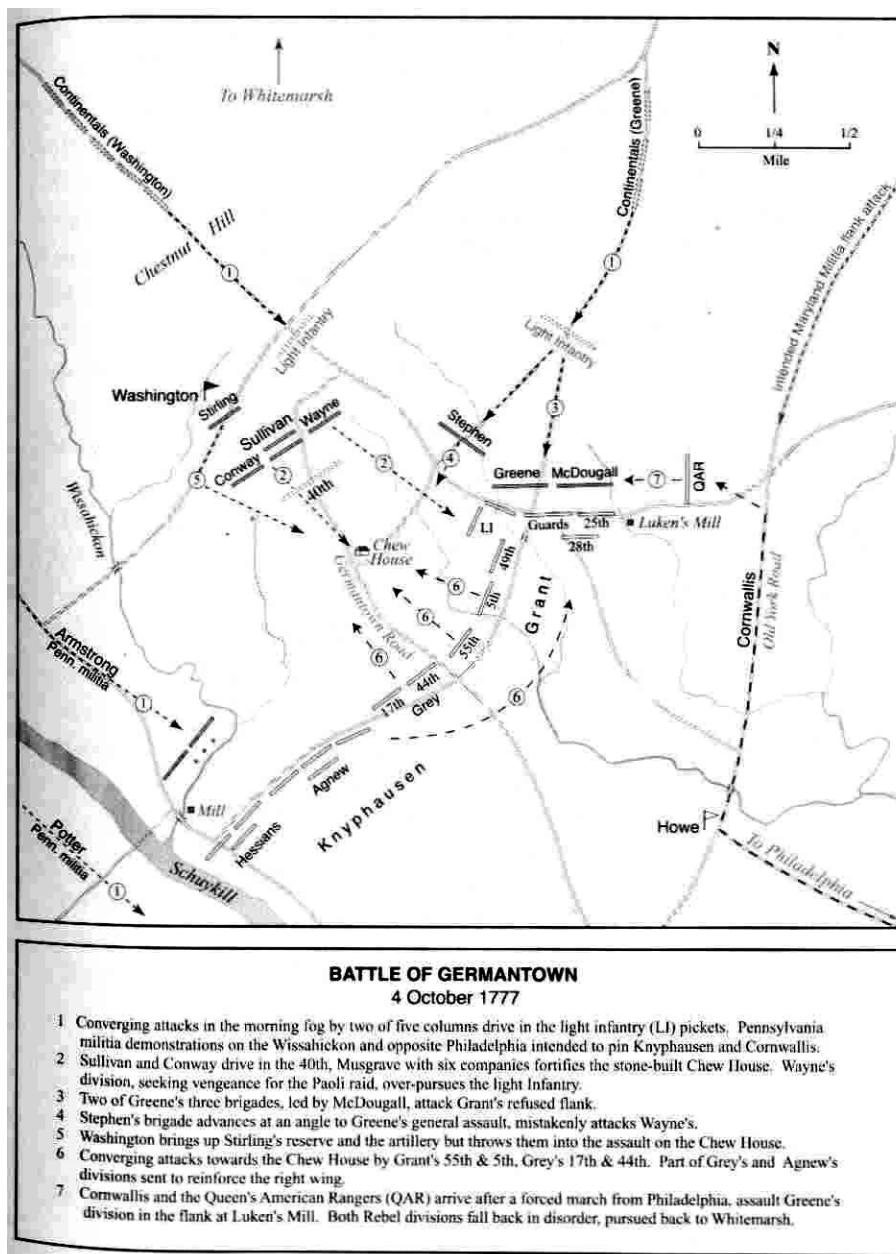 To Whitemarsh
N
0 1/4 1/2
Mile
Continentals (Washington)
Continentals (Greene)
Chestnut Hill
1
1
Intended Maryland Militia flank attack
Light Infantry
Light Infantry
Washington
Stirling
Sullivan
Wayne
Conway
Stephen
3
4
5
2
2
40th
Greene
McDougall
7
QAR
Wissahickon
LI
Guards
25th
Luken's Mill
28th
Chew House
49th
5th
6
Grant
Germantown Road
6
6
55th
6
44th
17th
Grey
Cornwallis
Old York Road
Armstrong
Penn. militia
1
Agnew
Knyphausen
Mill
Hessians
Howe
Potter
Penn. militia
1
Schuykill
To Philadelphia
BATTLE OF GERMANTOWN
4 October 1777
1 Converging attacks in the morning fog by two of five columns drive in the light infantry (LI) pickets. Pennsylvania
militia demonstrations on the Wissahickon and opposite Philadelphia intended to pin Knyphausen and Cornwallis.
2 Sullivan and Conway drive in the 40th, Musgrave with six companies fortifies the stone-built Chew House. Wayne's
division, seeking vengeance for the Paoli raid, over-pursues the light Infantry.
3 Two of Greene's three brigades, led by McDougall, attack Grant's refused flank.
4 Stephen's brigade advances at an angle to Greene's general assault, mistakenly attacks Wayne's.
5 Washington brings up Stirling's reserve and the artillery but throws them into the assault on the Chew House.
6 Converging attacks towards the Chew House by Grant's 55th & 5th, Grey's 17th & 44th. Part of Grey's and Agnew's
divisions sent to reinforce the right wing.
7 Cornwallis and the Queen's American Rangers (QAR) arrive after a forced march from Philadelphia, assault Greene's
division in the flank at Luken's Mill. Both Rebel divisions fall back in disorder, pursued back to Whitemarsh.